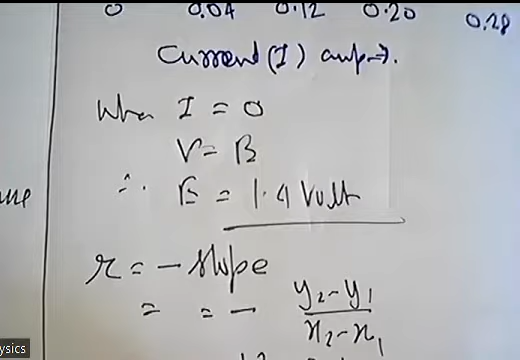 0 0.04 0.12 0.20 0.28
Current (I) amp→.
When I = 0
V = B
∴ E = 1.4 Volt
r = - slope
= = - y₂-y₁ / x₂-x₁
ysics